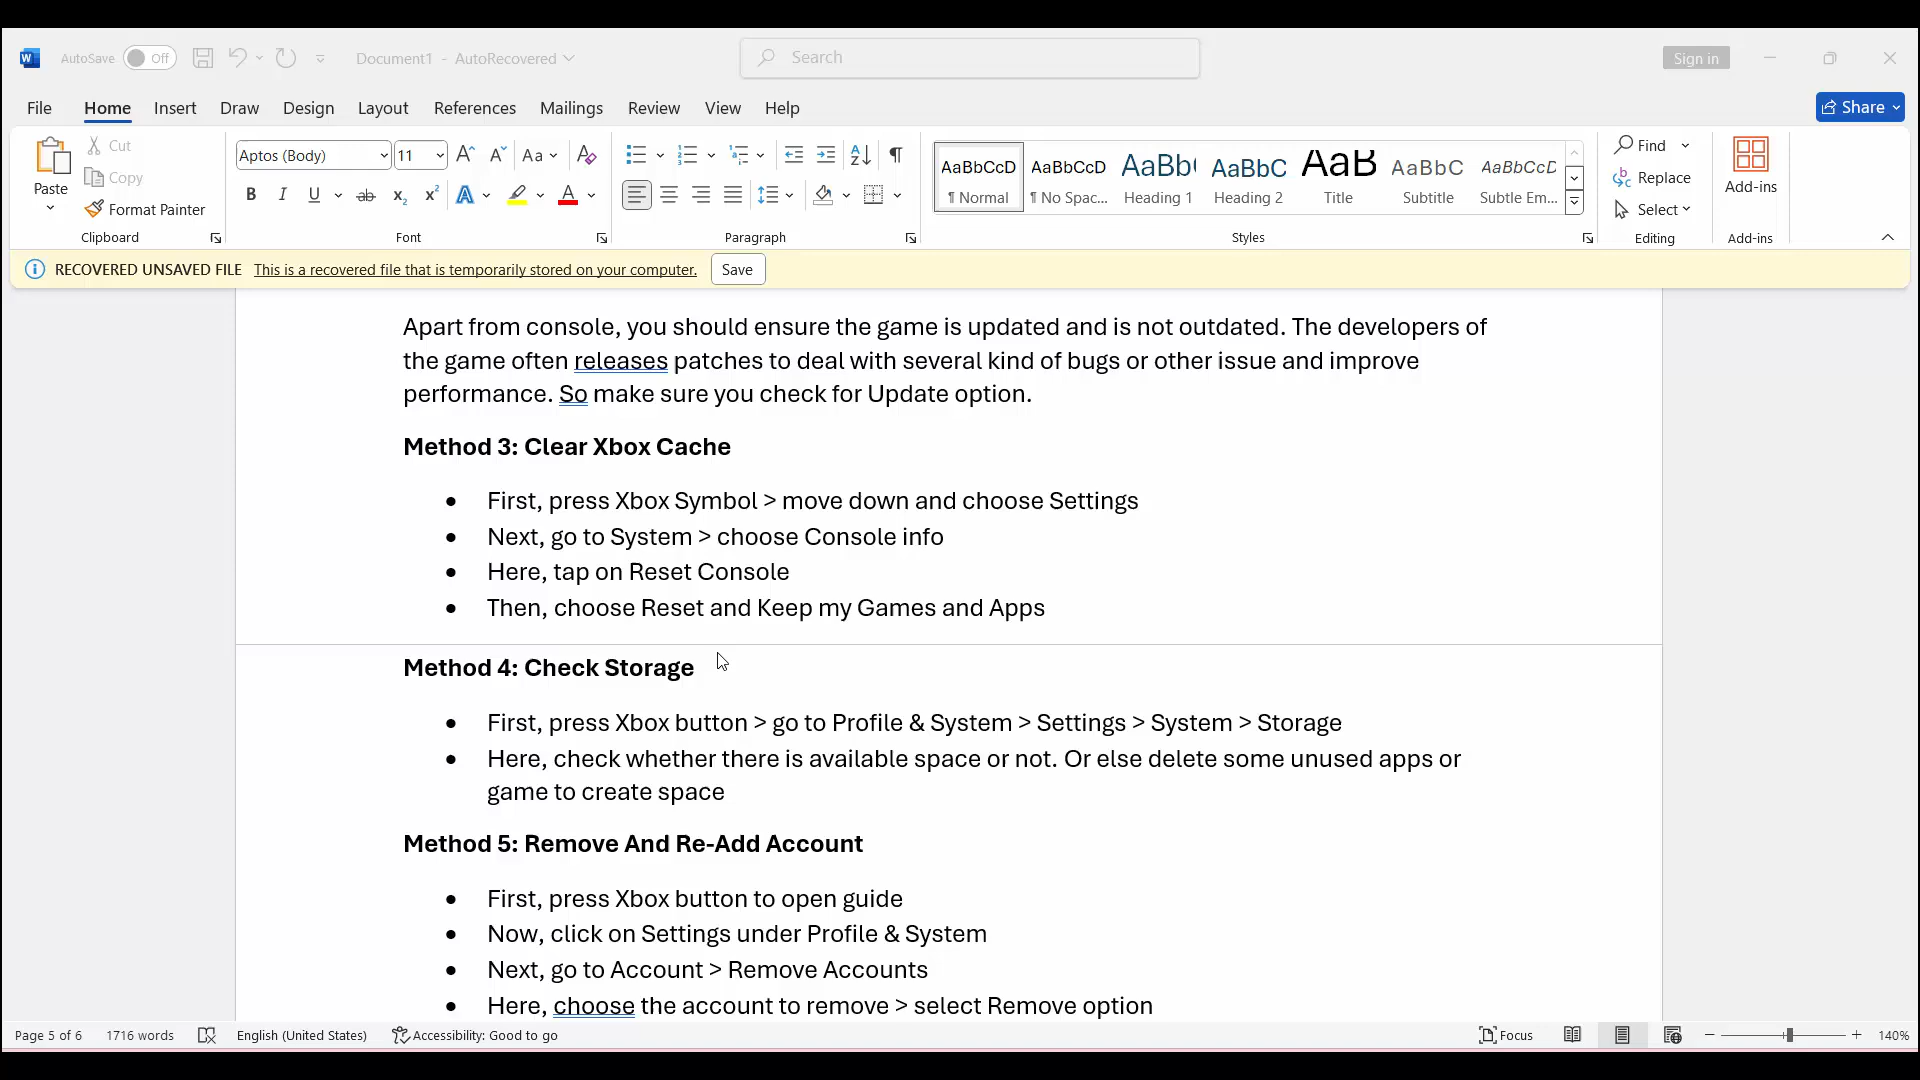 AutoSave Off Document1 - AutoRecovered Search Sign in
File Home Insert Draw Design Layout References Mailings Review View Help Share
Paste Cut Copy Format Painter Clipboard
Aptos (Body) 11 Aa B I U ab Font
Paragraph
AaBbCcD AaBbCcD AaBb( AaBbC AaB AaBbC AaBbCcD
¶ Normal ¶ No Spac... Heading 1 Heading 2 Title Subtitle Subtle Em...
Styles
Find Replace Select Editing
Add-ins
Add-ins
RECOVERED UNSAVED FILE This is a recovered file that is temporarily stored on your computer. Save
Apart from console, you should ensure the game is updated and is not outdated. The developers of
the game often releases patches to deal with several kind of bugs or other issue and improve
performance. So make sure you check for Update option.
Method 3: Clear Xbox Cache
• First, press Xbox Symbol > move down and choose Settings
• Next, go to System > choose Console info
• Here, tap on Reset Console
• Then, choose Reset and Keep my Games and Apps
Method 4: Check Storage
• First, press Xbox button > go to Profile & System > Settings > System > Storage
• Here, check whether there is available space or not. Or else delete some unused apps or
game to create space
Method 5: Remove And Re-Add Account
• First, press Xbox button to open guide
• Now, click on Settings under Profile & System
• Next, go to Account > Remove Accounts
• Here, choose the account to remove > select Remove option
Page 5 of 6 1716 words English (United States) Accessibility: Good to go Focus 140%